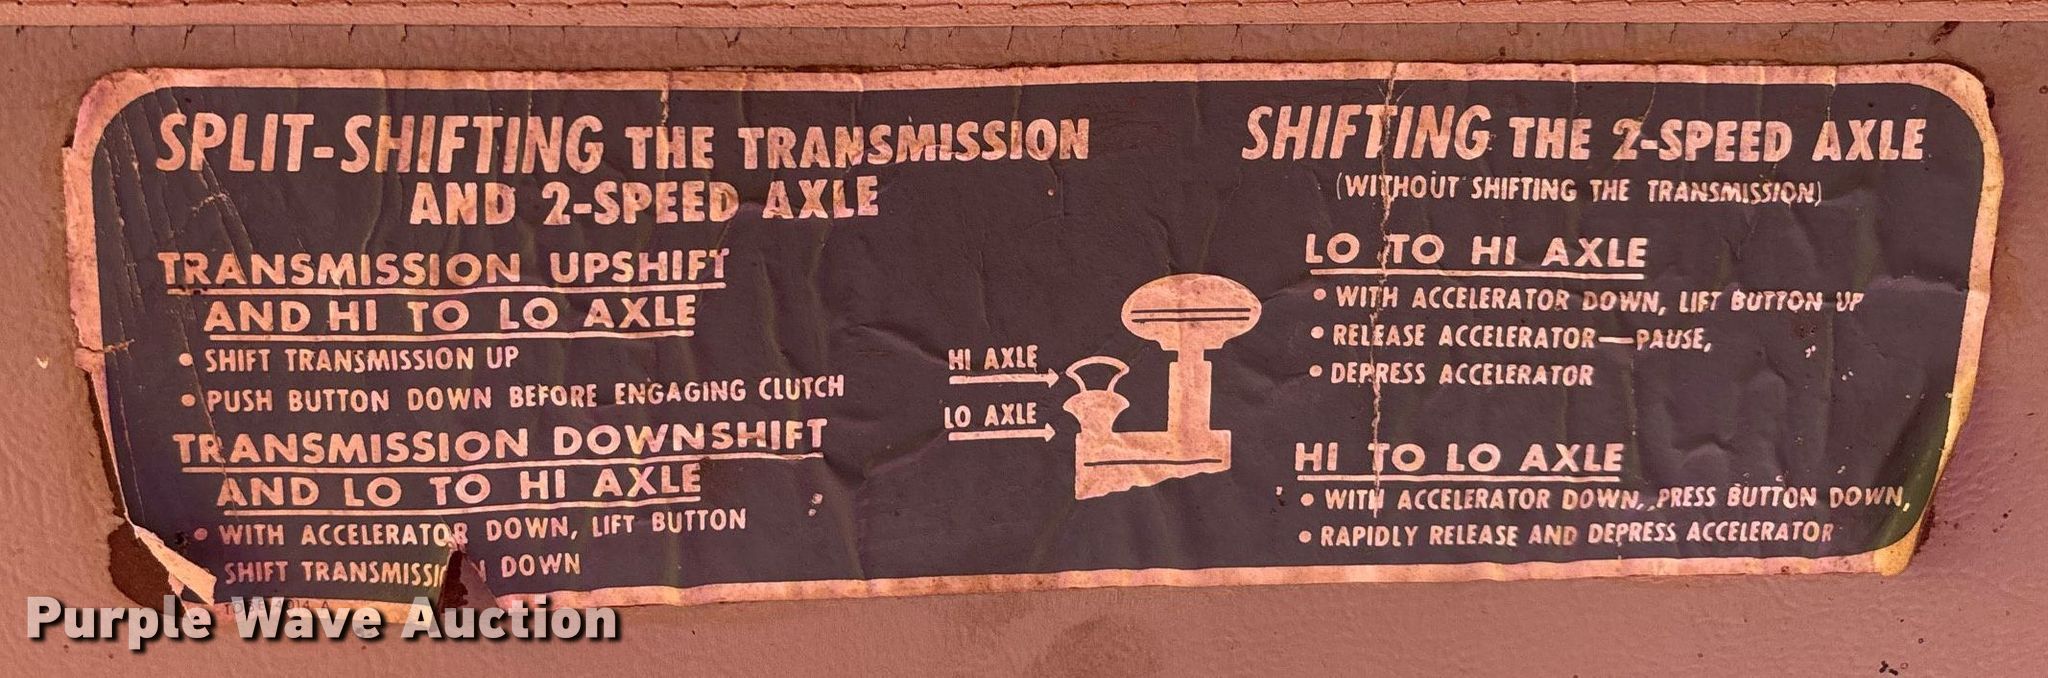 SPLIT-SHIFTING THE TRANSMISSION
AND 2-SPEED AXLE
TRANSMISSION UPSHIFT
AND HI TO LO AXLE
• SHIFT TRANSMISSION UP
• PUSH BUTTON DOWN BEFORE ENGAGING CLUTCH
TRANSMISSION DOWNSHIFT
AND LO TO HI AXLE
• WITH ACCELERATOR DOWN, LIFT BUTTON
SHIFT TRANSMISSION DOWN
HI AXLE
LO AXLE
SHIFTING THE 2-SPEED AXLE
(WITHOUT SHIFTING THE TRANSMISSION)
LO TO HI AXLE
• WITH ACCELERATOR DOWN, LIFT BUTTON UP
• RELEASE ACCELERATOR—PAUSE,
• DEPRESS ACCELERATOR
HI TO LO AXLE
• WITH ACCELERATOR DOWN, PRESS BUTTON DOWN,
• RAPIDLY RELEASE AND DEPRESS ACCELERATOR
Purple Wave Auction